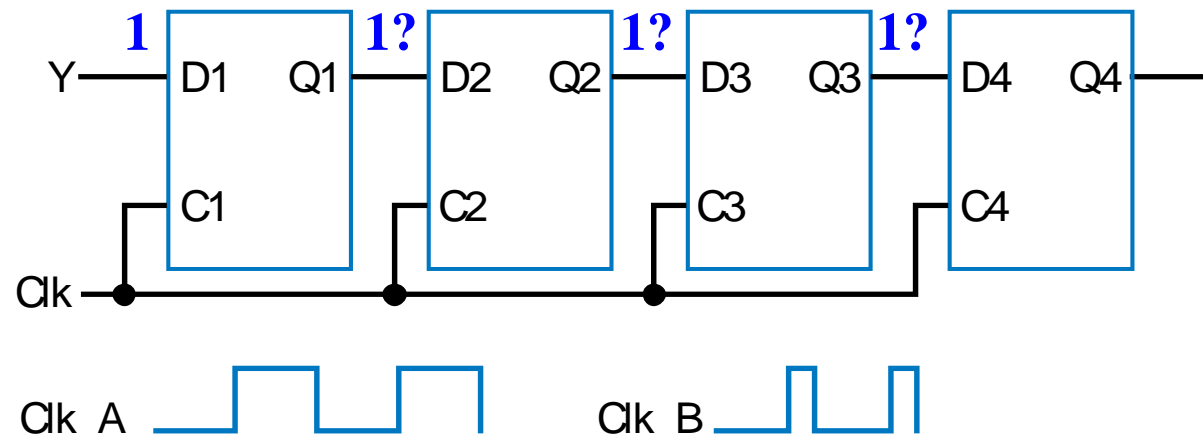 1 1? 1? 1?
Y D1 Q1 D2 Q2 D3 Q3 D4 Q4
C1 C2 C3 C4
Clk
Clk A Clk B